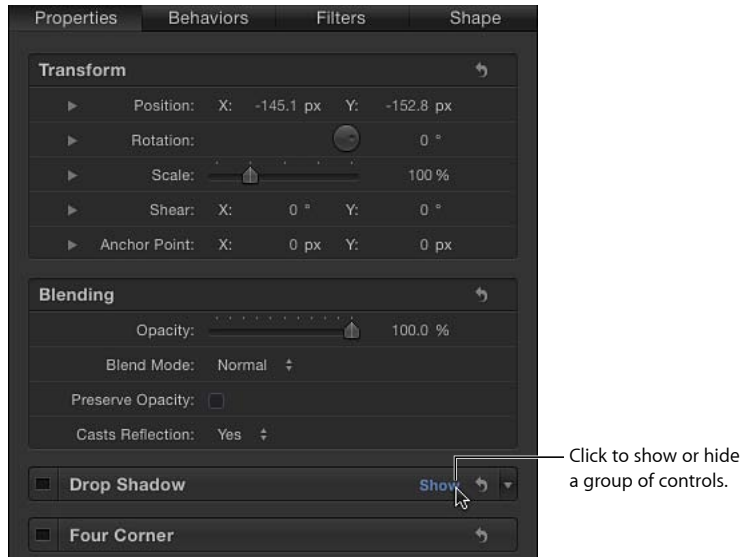 Properties Behaviors Filters Shape
Transform
Position: X: -145.1 px Y: -152.8 px
Rotation: 0 °
Scale: 100 %
Shear: X: 0 ° Y: 0 °
Anchor Point: X: 0 px Y: 0 px
Blending
Opacity: 100.0 %
Blend Mode: Normal
Preserve Opacity:
Casts Reflection: Yes
Drop Shadow Show
Click to show or hide
a group of controls.
Four Corner